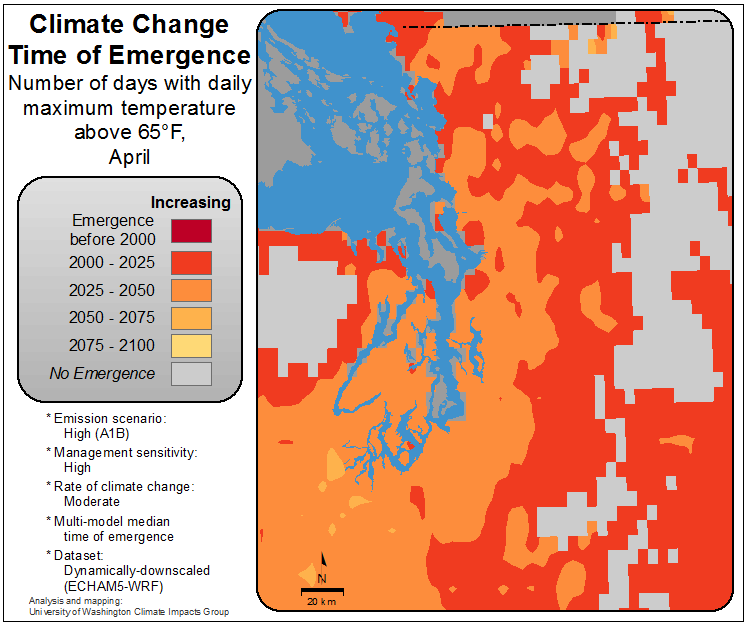 Climate Change
Time of Emergence
Number of days with daily
maximum temperature
above 65°F,
April
Increasing
Emergence
before 2000
2000 - 2025
2025 - 2050
2050 - 2075
2075 - 2100
No Emergence
* Emission scenario:
High (A1B)
* Management sensitivity:
High
* Rate of climate change:
Moderate
* Multi-model median
time of emergence
* Dataset:
Dynamically-downscaled
(ECHAM5-WRF)
Analysis and mapping:
University of Washington Climate Impacts Group
N
20 km